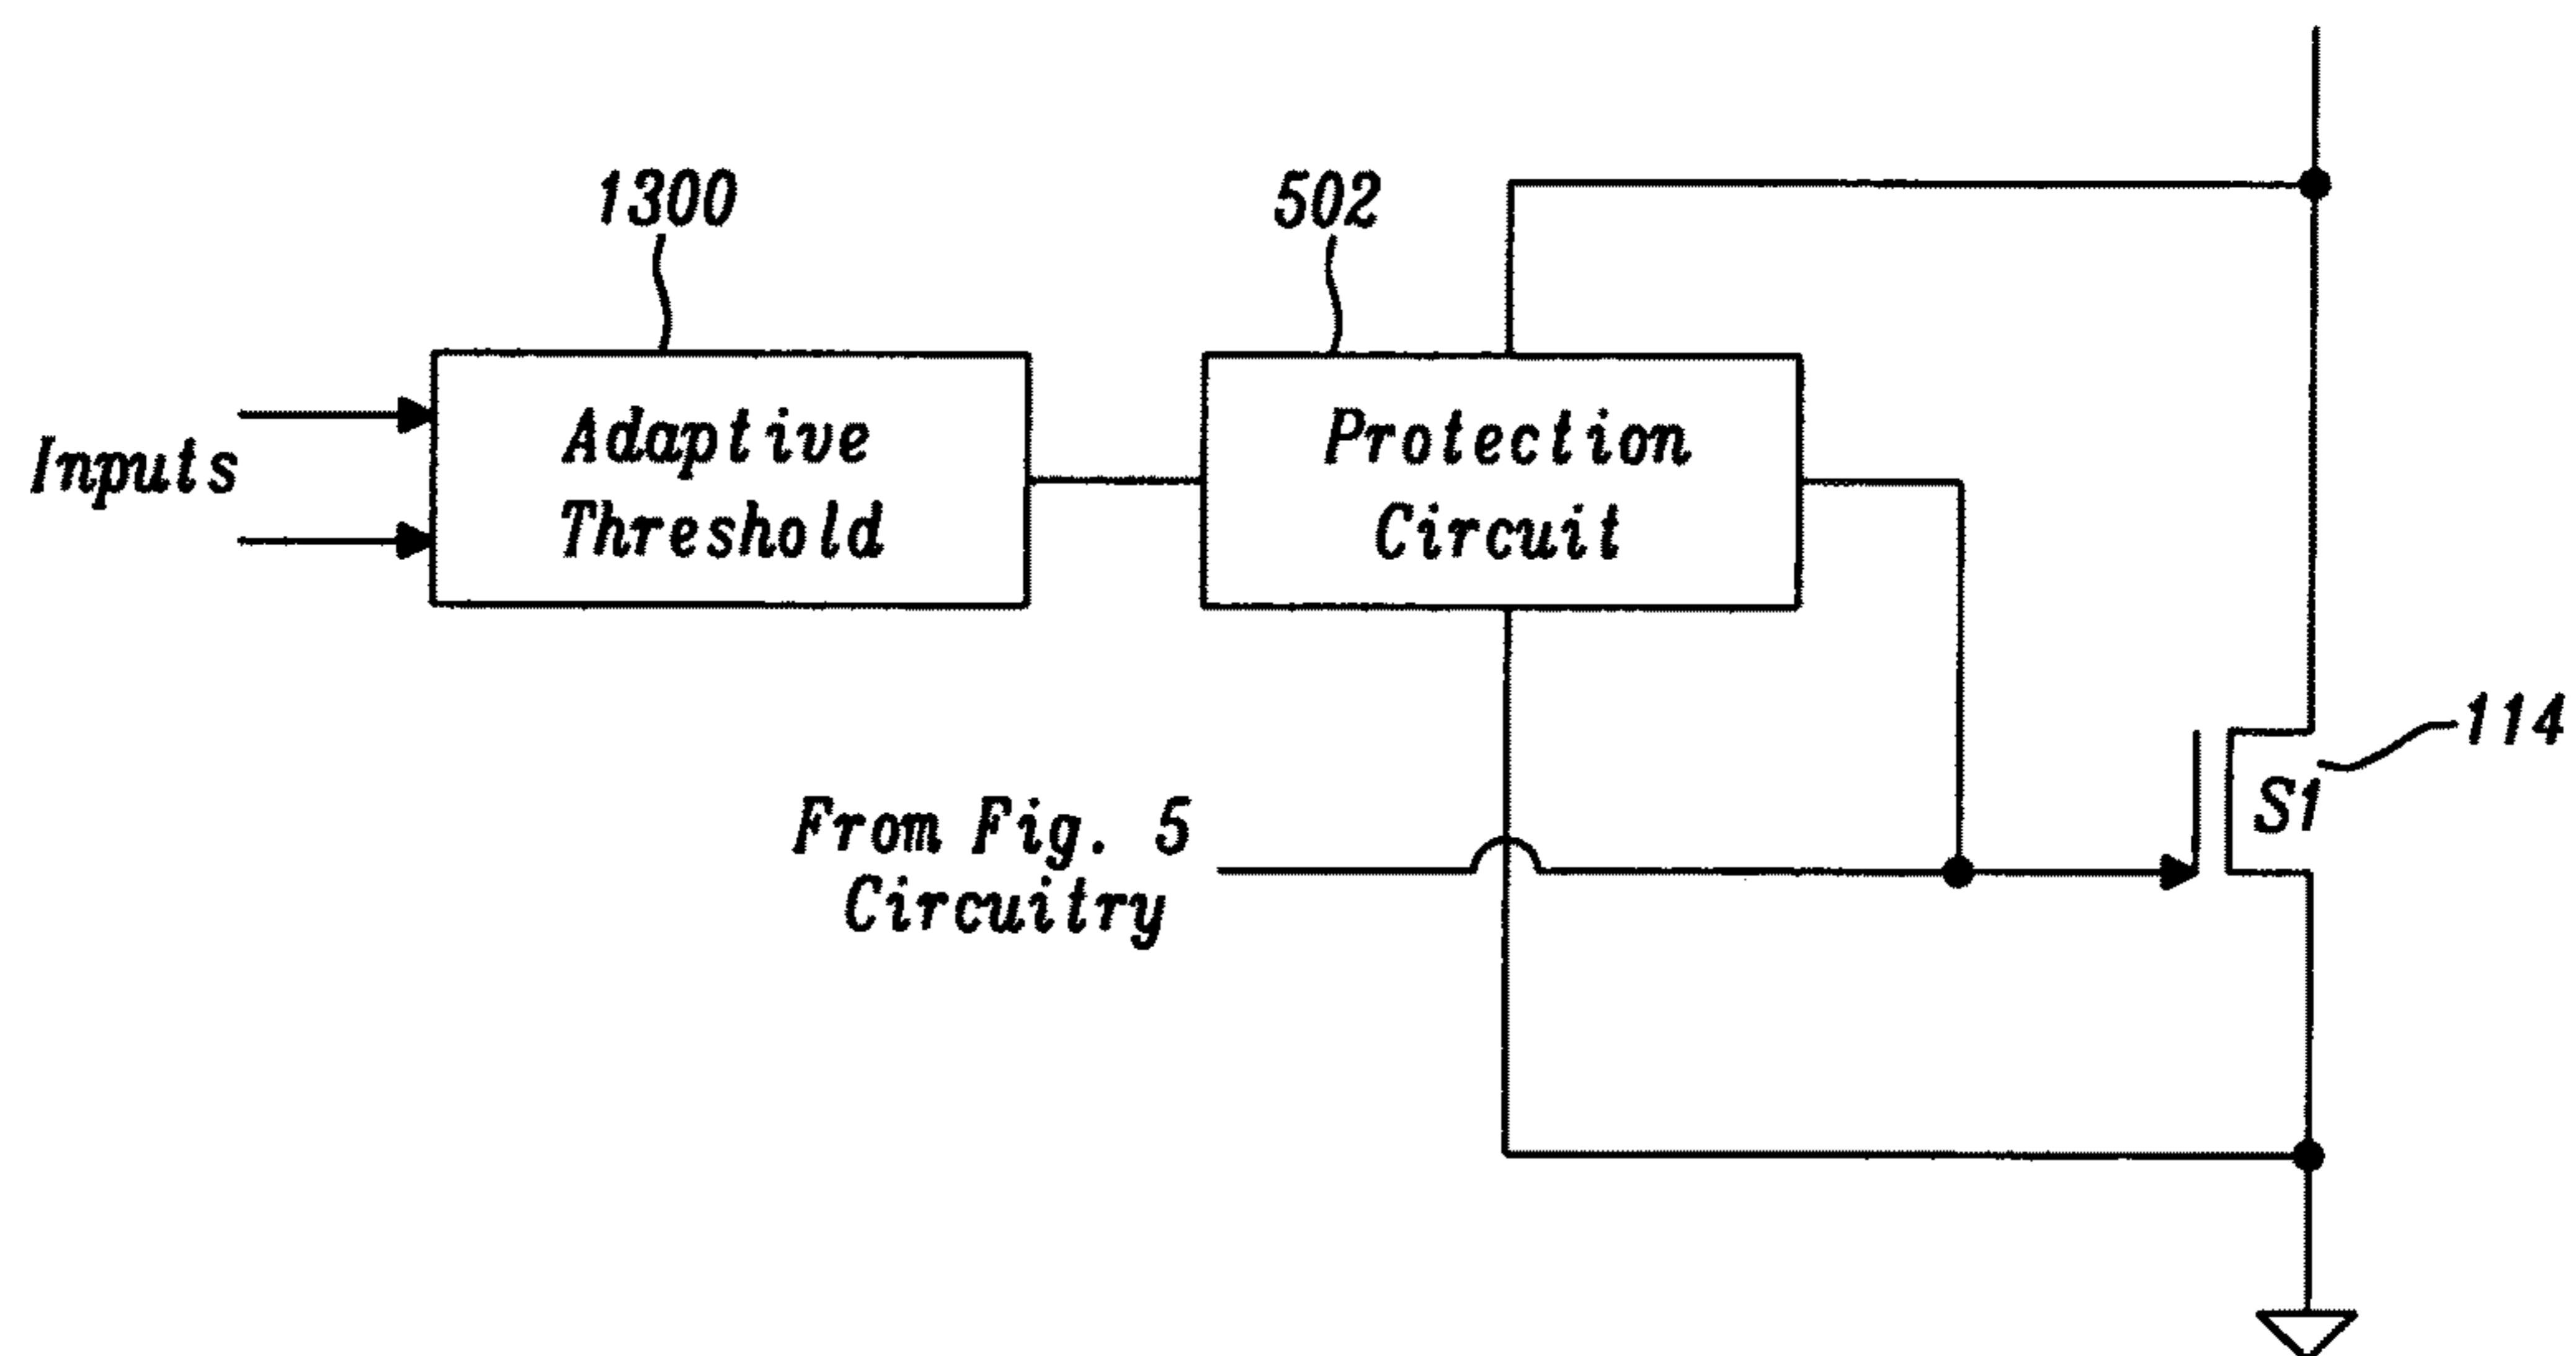 1300
502
Inputs
Adaptive
Threshold
Protection
Circuit
114
S1
From Fig. 5
Circuitry